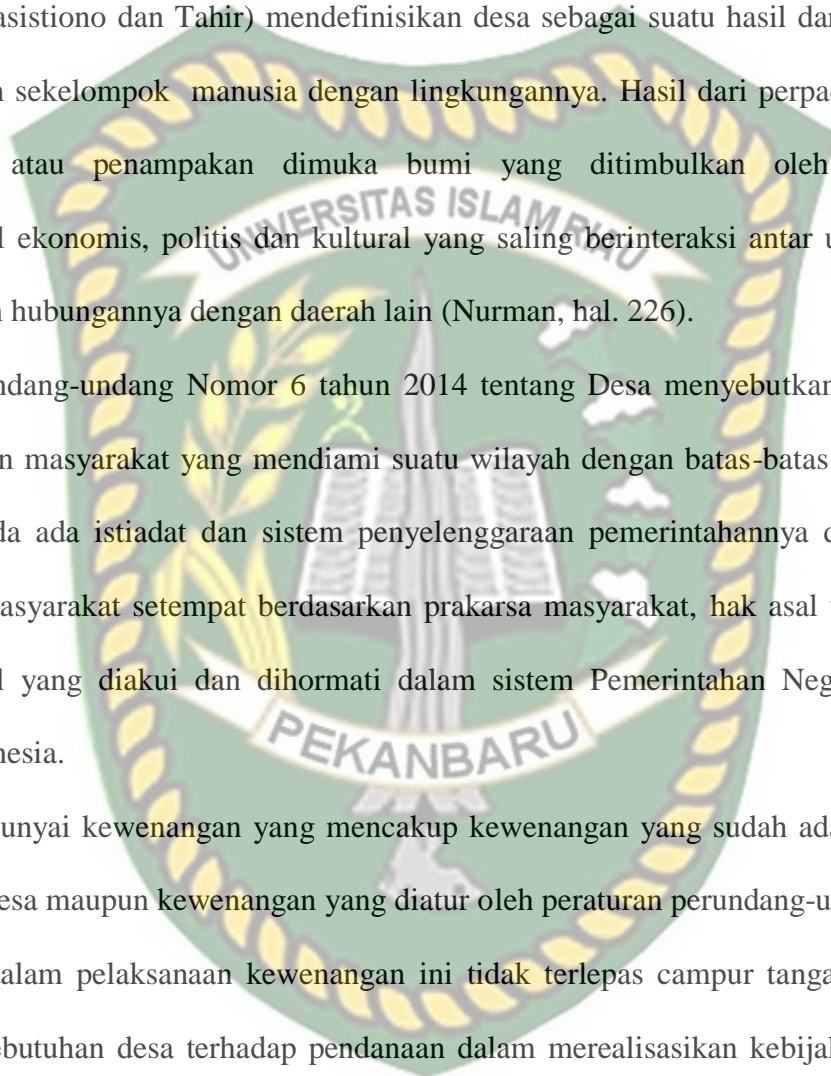 asistiono dan Tahir) mendefinisikan desa sebagai suatu hasil dar
sekelompok manusia dengan lingkungannya. Hasil dari perpa
atau penampakan dimuka bumi yang ditimbulkan oleh
UNIVERSITAS ISLAM RIAU
ekonomis, politis dan kultural yang saling berinteraksi antar u
hubungannya dengan daerah lain (Nurman, hal. 226).
ndang-undang Nomor 6 tahun 2014 tentang Desa menyebutkan
n masyarakat yang mendiami suatu wilayah dengan batas-batas
da ada istiadat dan sistem penyelenggaraan pemerintahannya d
asyarakat setempat berdasarkan prakarsa masyarakat, hak asal
yang diakui dan dihormati dalam sistem Pemerintahan Neg
PEKANBARU
nesia.
unyai kewenangan yang mencakup kewenangan yang sudah ada
esa maupun kewenangan yang diatur oleh peraturan perundang-u
dalam pelaksanaan kewenangan ini tidak terlepas campur tanga
ebutuhan desa terhadap pendanaan dalam merealisasikan kebijak